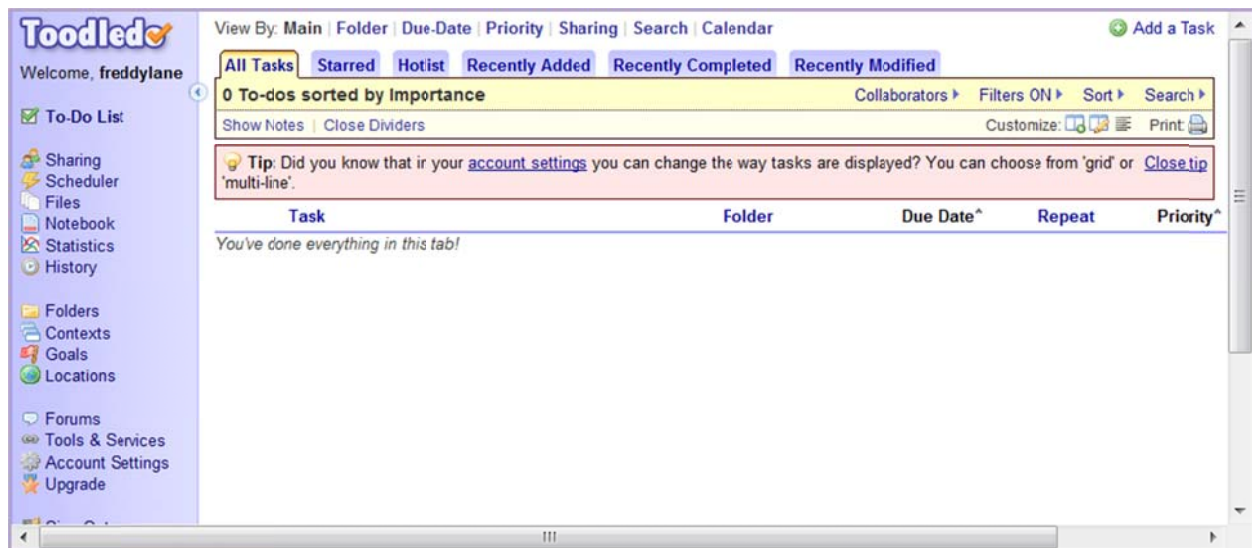 Toodledo
Welcome, freddylane
To-Do List
Sharing
Scheduler
Files
Notebook
Statistics
History
Folders
Contexts
Goals
Locations
Forums
Tools & Services
Account Settings
Upgrade
View By: Main | Folder | Due-Date | Priority | Sharing | Search | Calendar
Add a Task
All Tasks Starred Hotlist Recently Added Recently Completed Recently Modified
0 To-dos sorted by Importance
Collaborators Filters ON Sort Search
Show Notes | Close Dividers
Customize: Print:
Tip: Did you know that in your account settings you can change the way tasks are displayed? You can choose from 'grid' or Close tip
'multi-line'.
Task Folder Due Date^ Repeat Priority^
You've done everything in this tab!